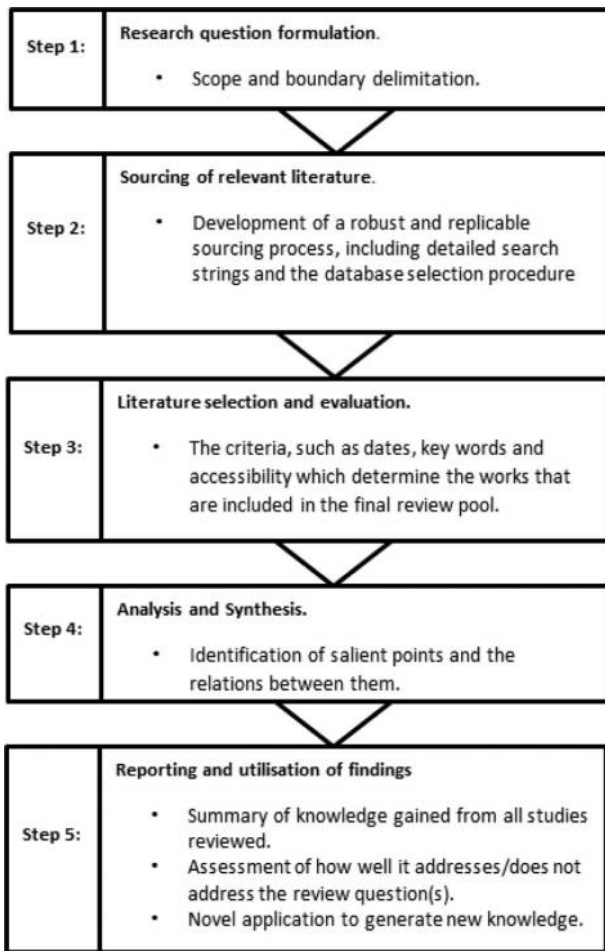 Step 1:
Research question formulation.
• Scope and boundary delimitation.
Step 2:
Sourcing of relevant literature.
• Development of a robust and replicable
sourcing process, including detailed search
strings and the database selection procedure
Step 3:
Literature selection and evaluation.
• The criteria, such as dates, key words and
accessibility which determine the works that
are included in the final review pool.
Step 4:
Analysis and Synthesis.
• Identification of salient points and the
relations between them.
Step 5:
Reporting and utilisation of findings
• Summary of knowledge gained from all studies
reviewed.
• Assessment of how well it addresses/does not
address the review question(s).
• Novel application to generate new knowledge.